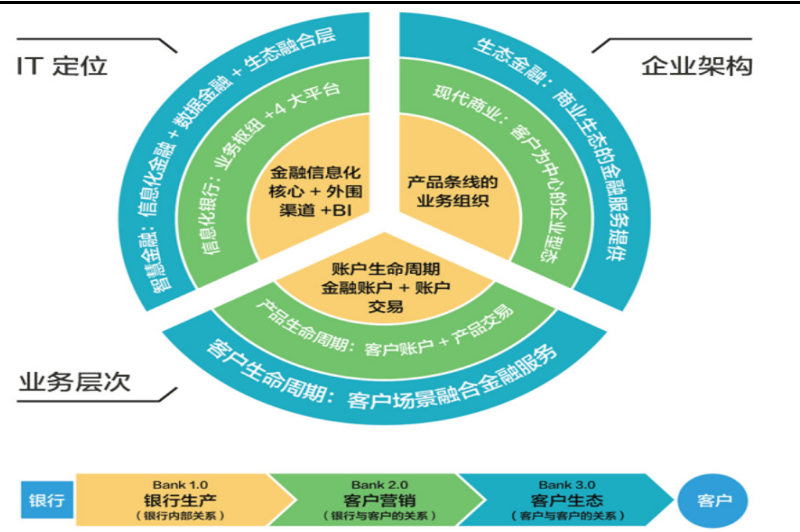 IT 定位
企业架构
智慧金融：信息化金融 + 数据金融 + 生态融合层
信息化银行：业务枢纽 +4 大平台
金融信息化
核心 + 外围
渠道 +BI
生态金融：商业生态的金融服务提供
现代商业：客户为中心的企业型态
产品条线的
业务组织
账户生命周期
金融账户 + 账户
交易
产品生命周期：客户账户 + 产品交易
客户生命周期：客户场景融合金融服务
业务层次
银行
Bank 1.0
银行生产
（银行内部关系）
Bank 2.0
客户营销
（银行与客户的关系）
Bank 3.0
客户生态
（客户与客户的关系）
客户